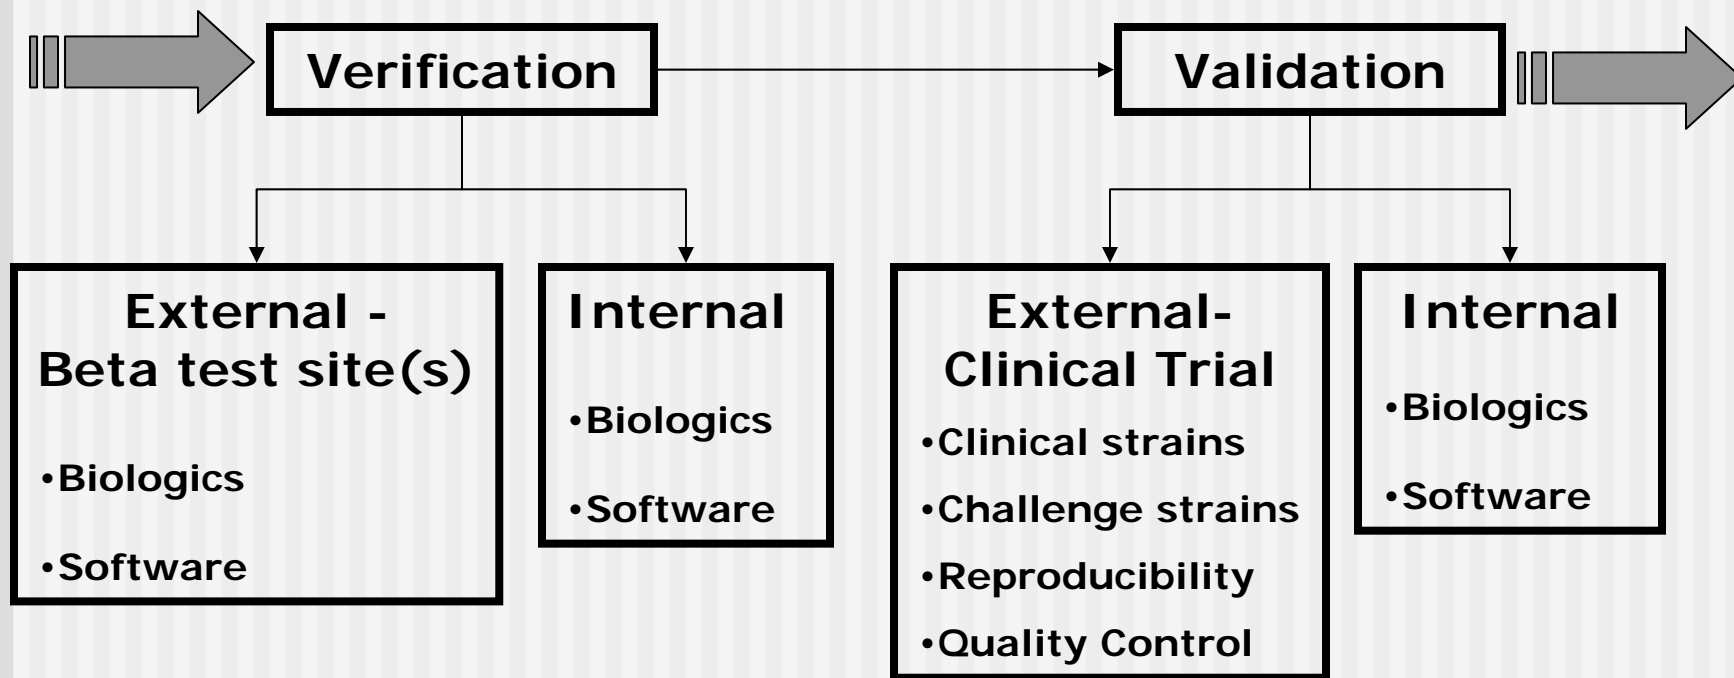 Verification
Validation
External -
Beta test site(s)
•Biologics
•Software
Internal
•Biologics
•Software
External-
Clinical Trial
•Clinical strains
•Challenge strains
•Reproducibility
•Quality Control
Internal
•Biologics
•Software